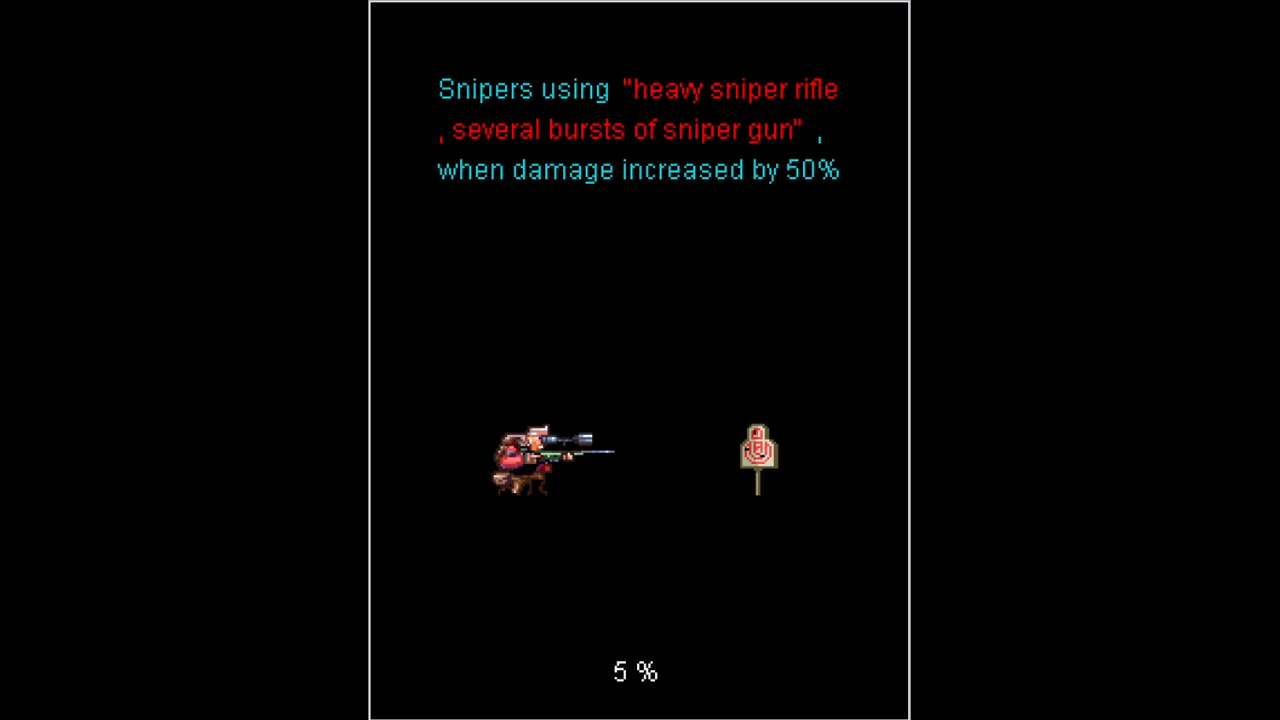 Snipers using "heavy sniper rifle
, several bursts of sniper gun" ,
when damage increased by 50%
5 %